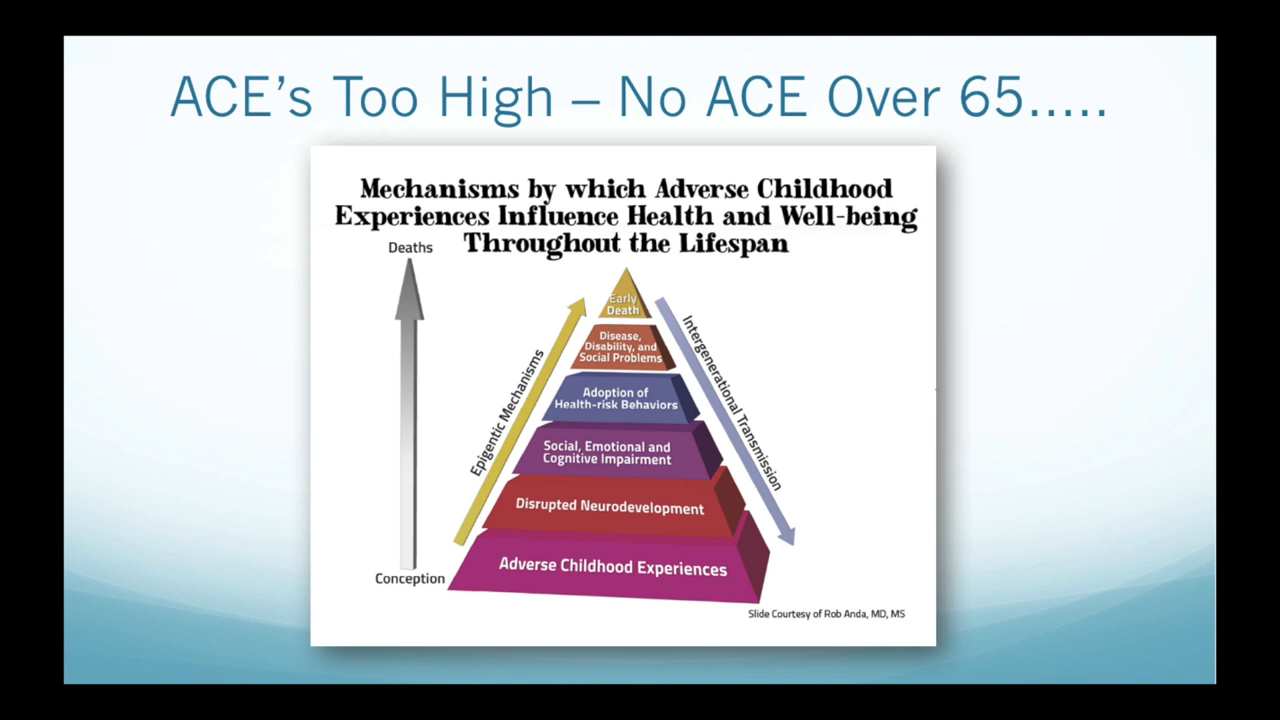 ACE’s Too High – No ACE Over 65.....
Mechanisms by which Adverse Childhood
Experiences Influence Health and Well-being
Throughout the Lifespan
Deaths
Early
Death
Disease,
Disability, and
Social Problems
Adoption of
Health-risk Behaviors
Social, Emotional and
Cognitive Impairment
Disrupted Neurodevelopment
Adverse Childhood Experiences
Epigentic Mechanisms
Intergenerational Transmission
Conception
Slide Courtesy of Rob Anda, MD, MS